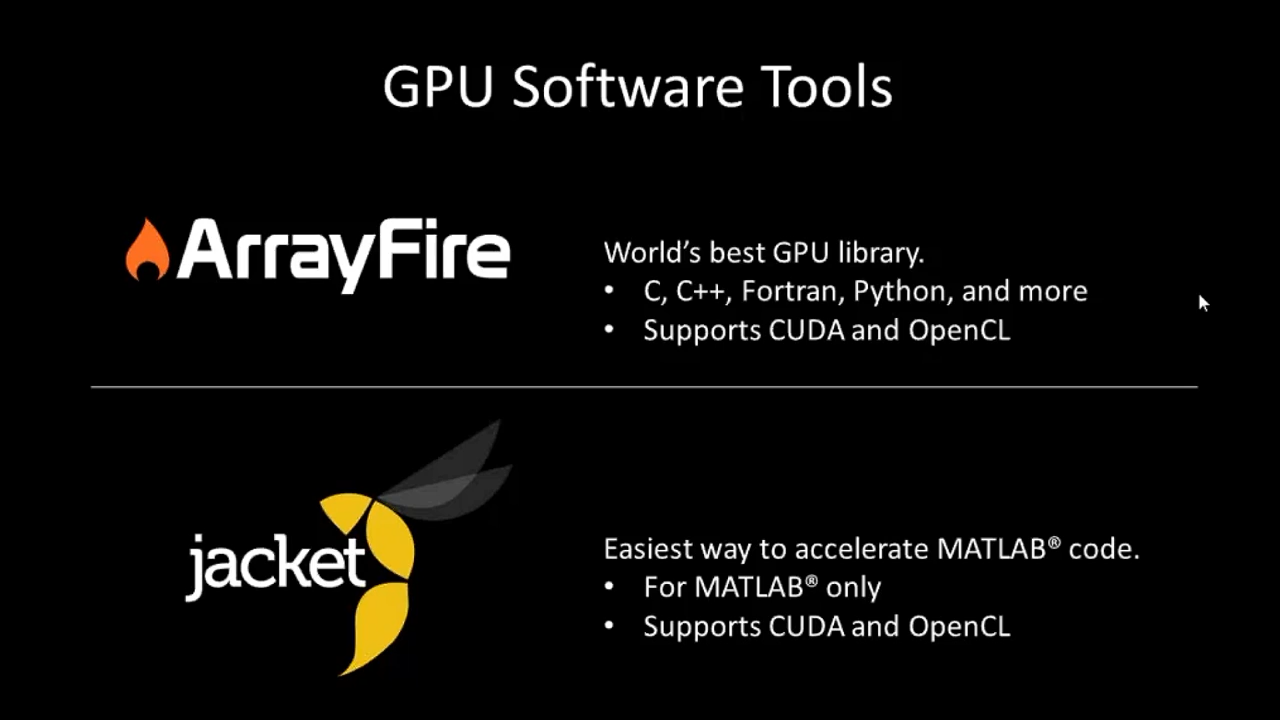 GPU Software Tools
ArrayFire
World's best GPU library.
• C, C++, Fortran, Python, and more
• Supports CUDA and OpenCL
jacket
Easiest way to accelerate MATLAB® code.
• For MATLAB® only
• Supports CUDA and OpenCL